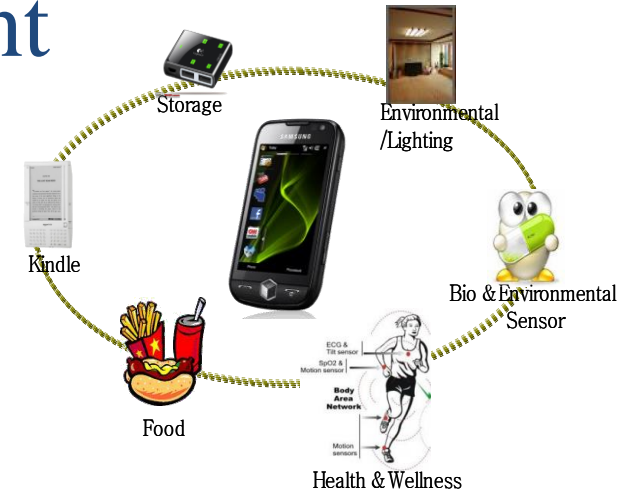 nt
Storage
Environmental
/Lighting
SAMSUNG
Kindle
Bio & Environmental
Sensor
ECG &
Tilt sensor
SpO2 &
Motion sensor
Body
Area
Network
Motion
sensors
Food
Health & Wellness